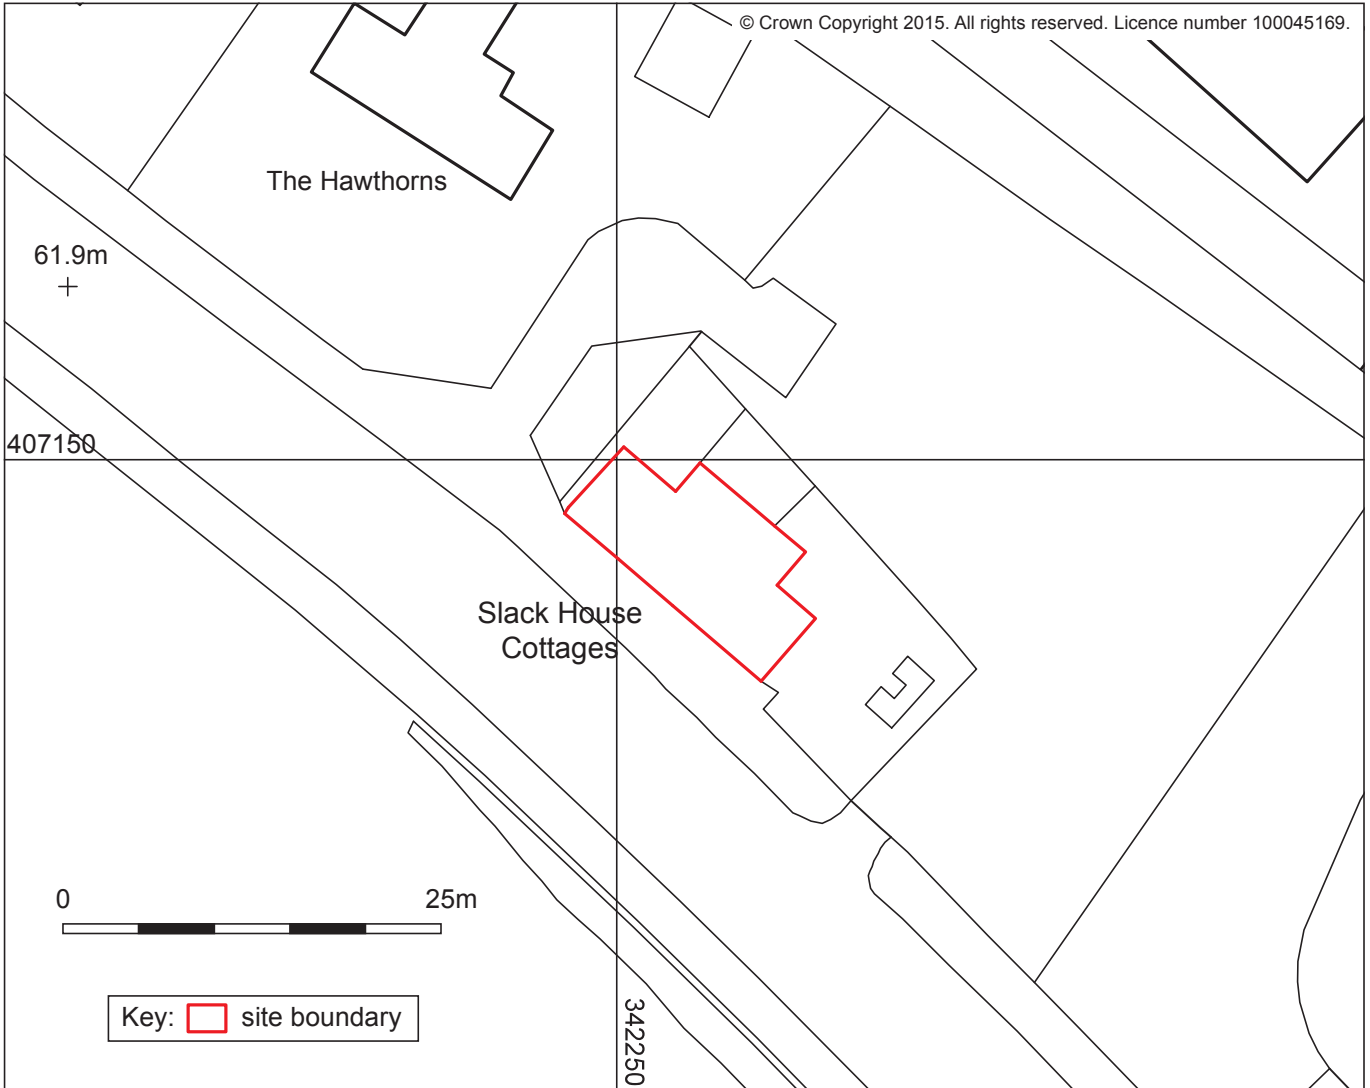 © Crown Copyright 2015. All rights reserved. Licence number 100045169.
The Hawthorns
61.9m
407150
Slack House
Cottages
0 25m
342250
Key: site boundary